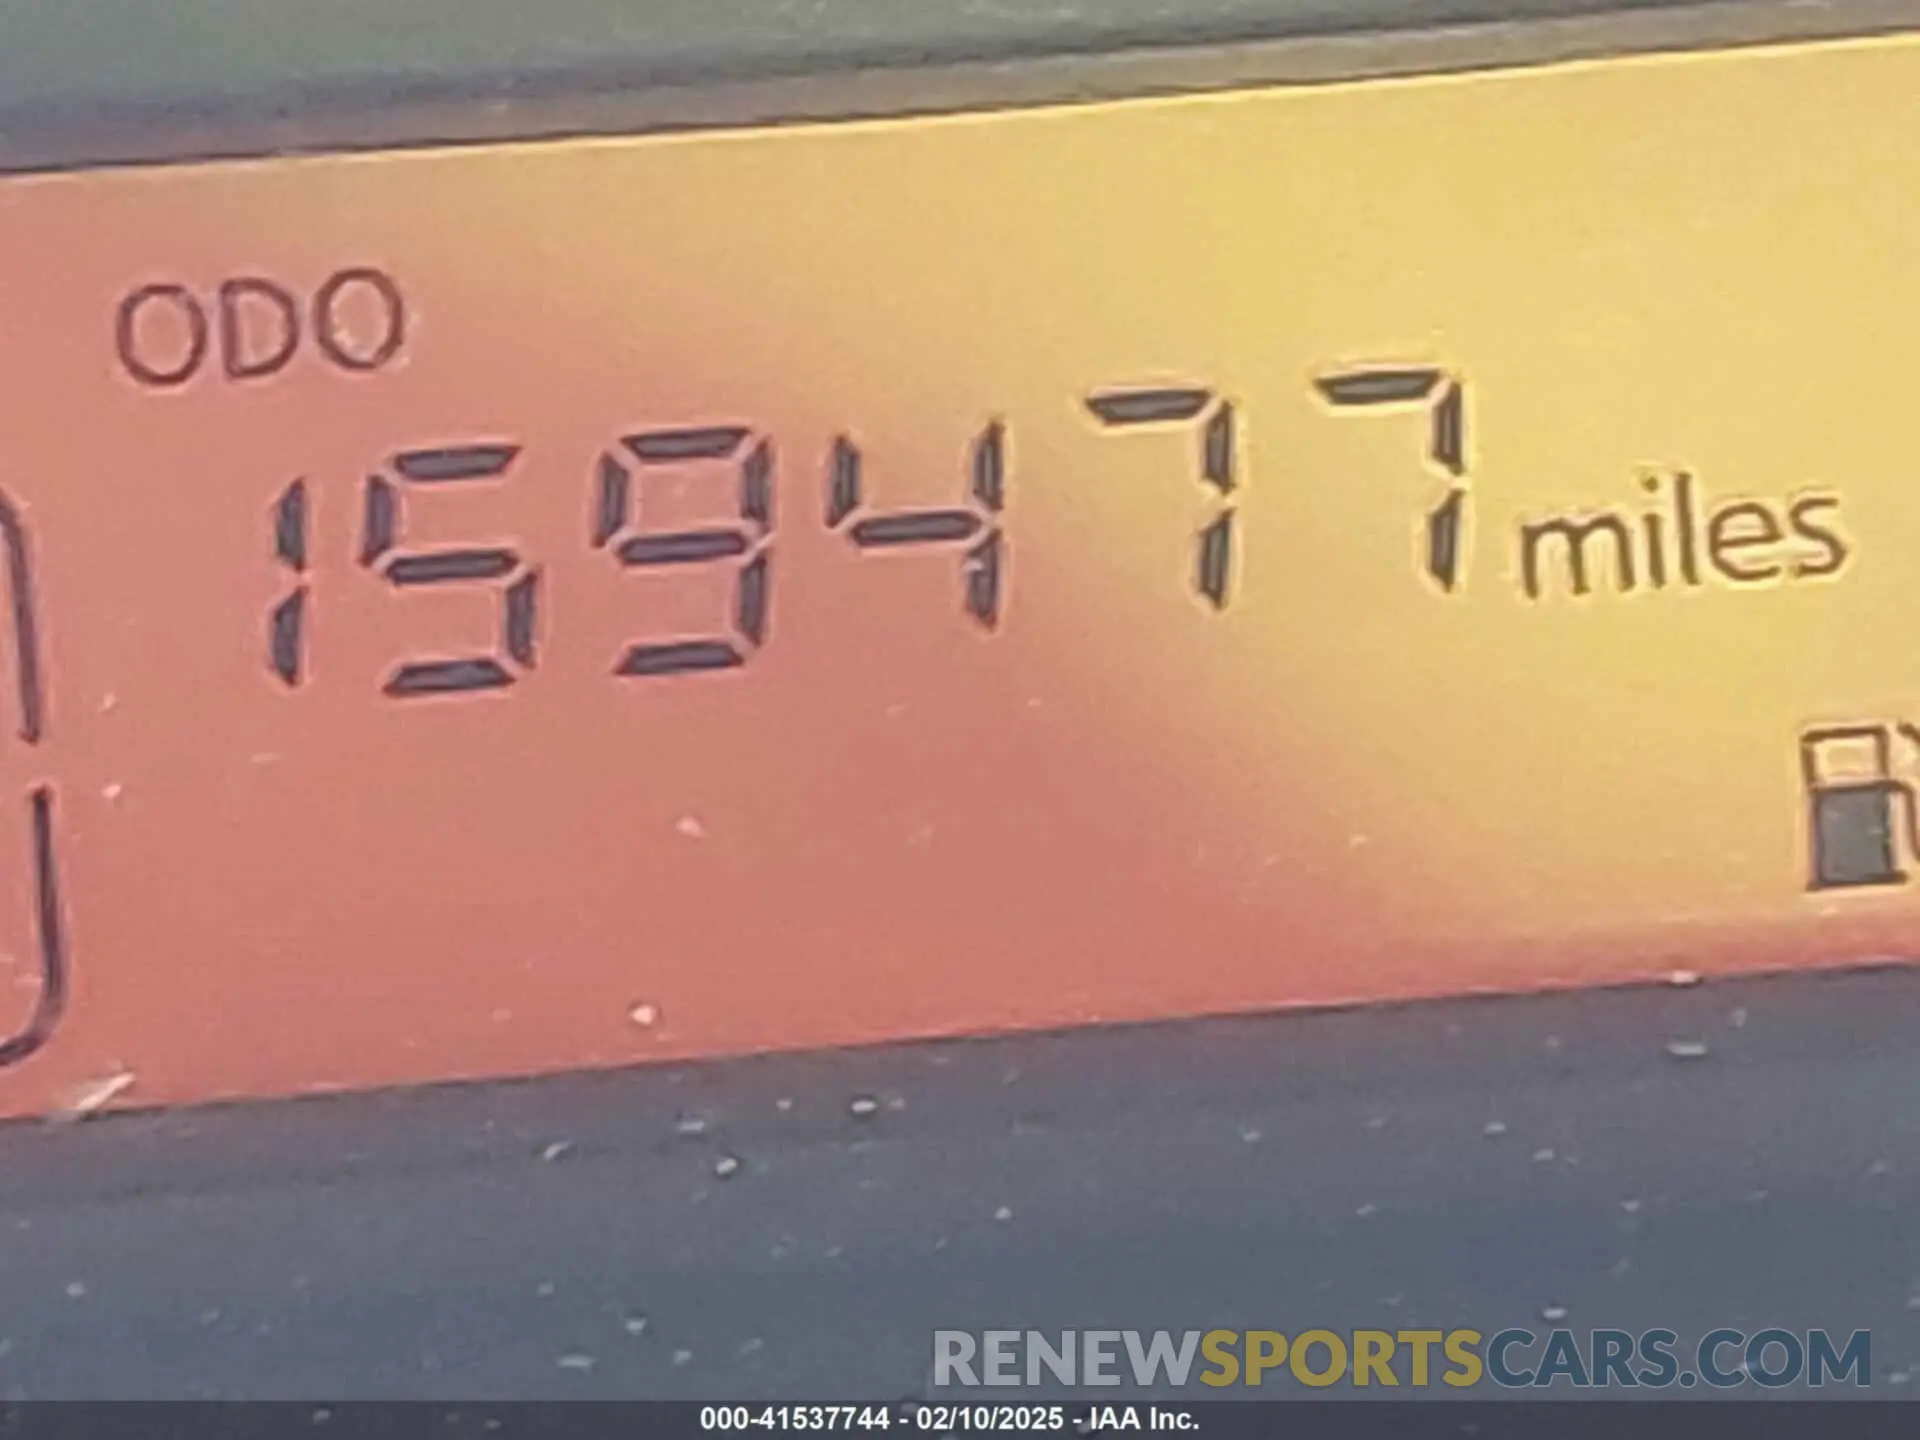 ODO
159477 miles
RENEWSPORTSCARS.COM
000-41537744 - 02/10/2025 - IAA Inc.